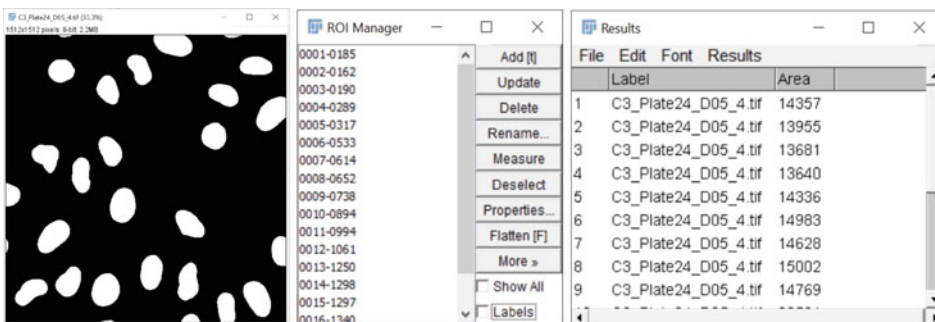 C3_Plate24_D05_4.tif (33.3%)
1512x1512 pixels; 8-bit; 2.2MB
ROI Manager
0001-0185
0002-0162
0003-0190
0004-0289
0005-0317
0006-0533
0007-0614
0008-0652
0009-0738
0010-0894
0011-0994
0012-1061
0013-1250
0014-1298
0015-1297
0016-1340
Add [t]
Update
Delete
Rename...
Measure
Deselect
Properties...
Flatten [F]
More »
Show All
Labels
Results
File Edit Font Results
Label Area
1 C3_Plate24_D05_4.tif 14357
2 C3_Plate24_D05_4.tif 13955
3 C3_Plate24_D05_4.tif 13681
4 C3_Plate24_D05_4.tif 13640
5 C3_Plate24_D05_4.tif 14336
6 C3_Plate24_D05_4.tif 14983
7 C3_Plate24_D05_4.tif 14628
8 C3_Plate24_D05_4.tif 15002
9 C3_Plate24_D05_4.tif 14769